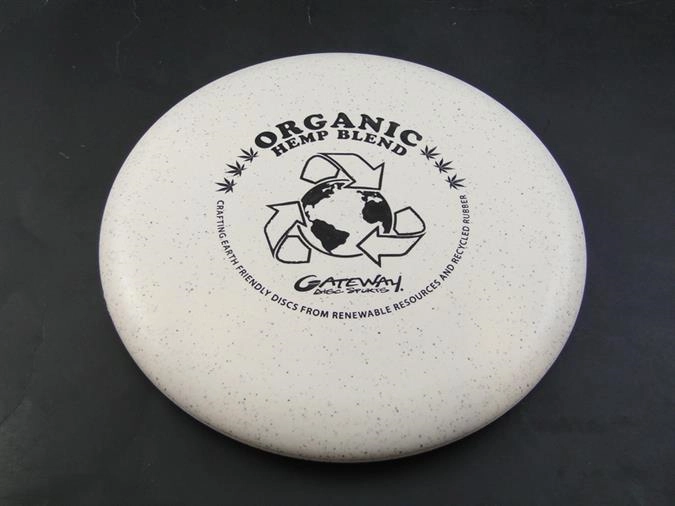 ORGANIC
HEMP BLEND
GATEWAY
DISC SPORTS
CRAFTING EARTH FRIENDLY DISCS FROM RENEWABLE RESOURCES AND RECYCLED RUBBER